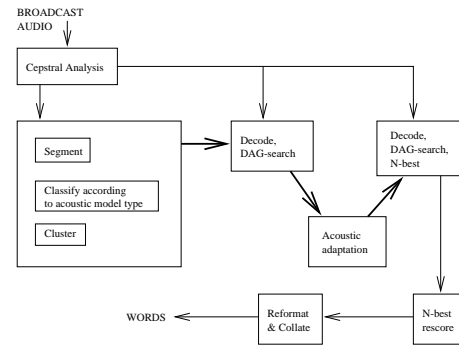 BROADCAST
AUDIO
Cepstral Analysis
Segment
Classify according
to acoustic model type
Cluster
Decode,
DAG-search
Acoustic
adaptation
Decode,
DAG-search,
N-best
N-best
rescore
Reformat
& Collate
WORDS